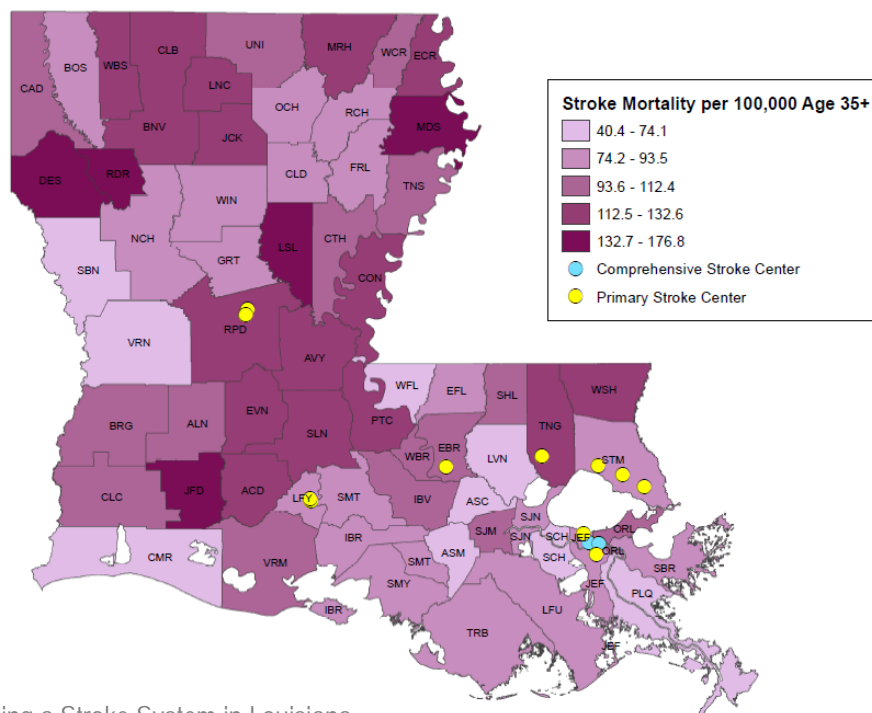 UNI
MRH
WCR
ECR
CLB
WBS
BOS
CAD
LNC
OCH
RCH
MDS
BNV
JCK
DES
RDR
CLD
FRL
TNS
WIN
NCH
LSL
CTH
GRT
SBN
CON
RPD
VRN
AVY
WFL
EFL
SHL
WSH
EVN
PTC
TNG
BRG
ALN
SLN
EBR
WBR
LVN
STM
CLC
JFD
ACD
LFY
SMT
IBV
ASC
SJN
ORL
CMR
VRM
IBR
ASM
SJM
SJN
SCH
JEF
ORL
SMT
SCH
SBR
SMY
JEF
PLQ
IBR
TRB
LFU
JEF
Stroke Mortality per 100,000 Age 35+
40.4 - 74.1
74.2 - 93.5
93.6 - 112.4
112.5 - 132.6
132.7 - 176.8
Comprehensive Stroke Center
Primary Stroke Center
ing a Stroke System in Louisiana